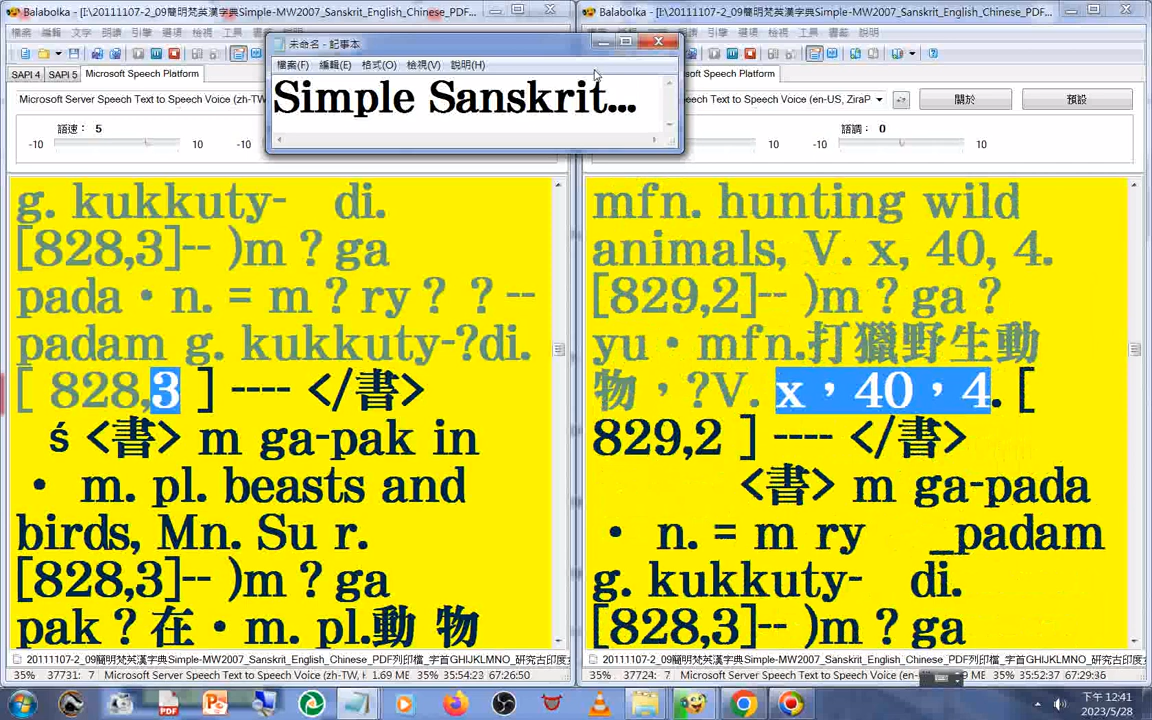 Balabolka - [I:\20111107-2_09簡明梵英漢字典Simple-MW2007_Sanskrit_English_Chinese_PDF...
Balabolka - [I:\20111107-2_09簡明梵英漢字典Simple-MW2007_Sanskrit_English_Chinese_PDF...
未命名 - 記事本
檔案(F) 編輯(E) 格式(O) 檢視(V) 說明(H)
Simple Sanskrit...
SAPI 4 SAPI 5 Microsoft Speech Platform
Speech Platform
Microsoft Server Speech Text to Speech Voice (zh-TW,
Speech Text to Speech Voice (en-US, ZiraP
關於
預設
語速： 5
-10 10 -10
語調： 0
10 -10 10
g. kukkuty- di.
[828,3]-- )m ? ga
pada • n. = m ? ry ? ? --
padam g. kukkuty-?di.
[ 828,3 ] ---- </書>
ś <書> m ga-pak in
• m. pl. beasts and
birds, Mn. Su r.
[828,3]-- )m ? ga
pak ? 在 • m. pl.動 物
mfn. hunting wild
animals, V. x, 40, 4.
[829,2]-- )m ? ga ?
yu • mfn.打獵野生動
物，?V. x，40，4. [
829,2 ] ---- </書>
<書> m ga-pada
• n. = m ry _padam
g. kukkuty- di.
[828,3]-- )m ? ga
20111107-2_09簡明梵英漢字典Simple-MW2007_Sanskrit_English_Chinese_PDF列印檔_字首GHIJKLMNO_研究古印度
20111107-2_09簡明梵英漢字典Simple-MW2007_Sanskrit_English_Chinese_PDF列印檔_字首GHIJKLMNO_研究古印度
35% 37731: 7 Microsoft Server Speech Text to Speech Voice (zh-TW, H 1.69 ME 35% 35:54:23 67:26:50
35% 37724: 7 Microsoft Server Speech Text to Speech Voice 35% 35:52:37 67:29:36
下午 12:41
2023/5/28